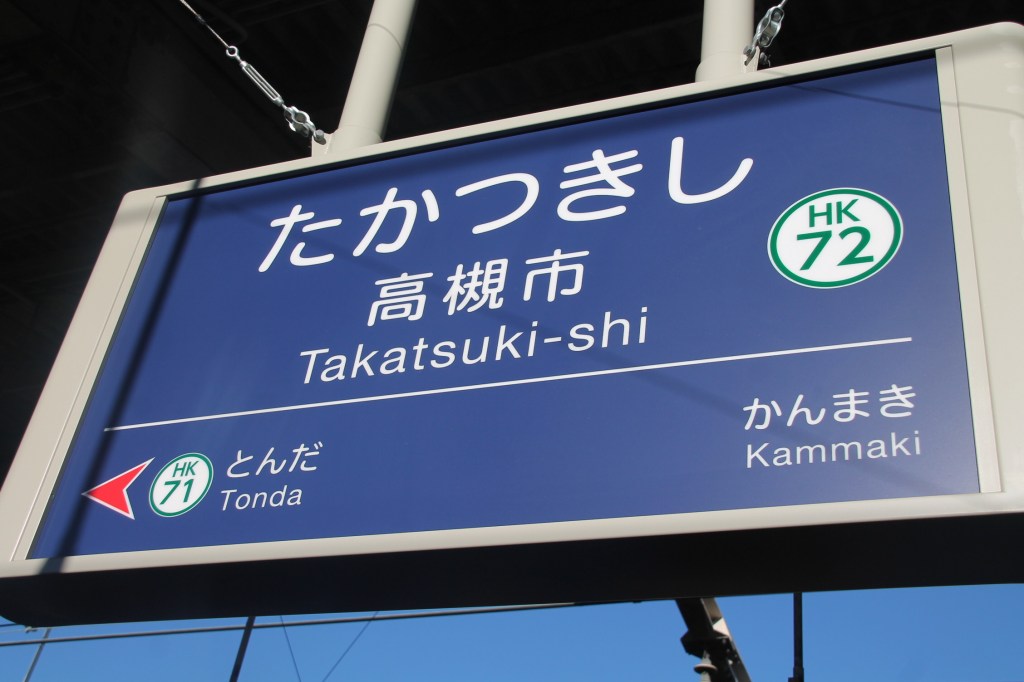 たかつきし
高槻市
Takatsuki-shi
HK
72
HK
71
とんだ
Tonda
かんまき
Kammaki